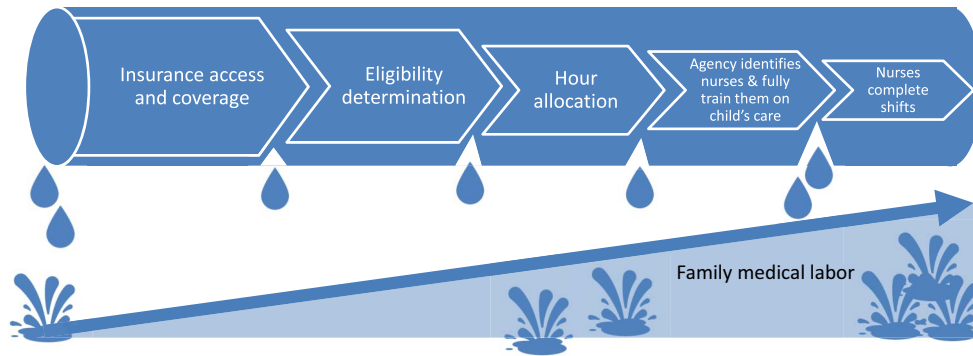 Insurance access
and coverage
Eligibility
determination
Hour
allocation
Agency identifies
nurses & fully
train them on
child's care
Nurses
complete
shifts
Family medical labor